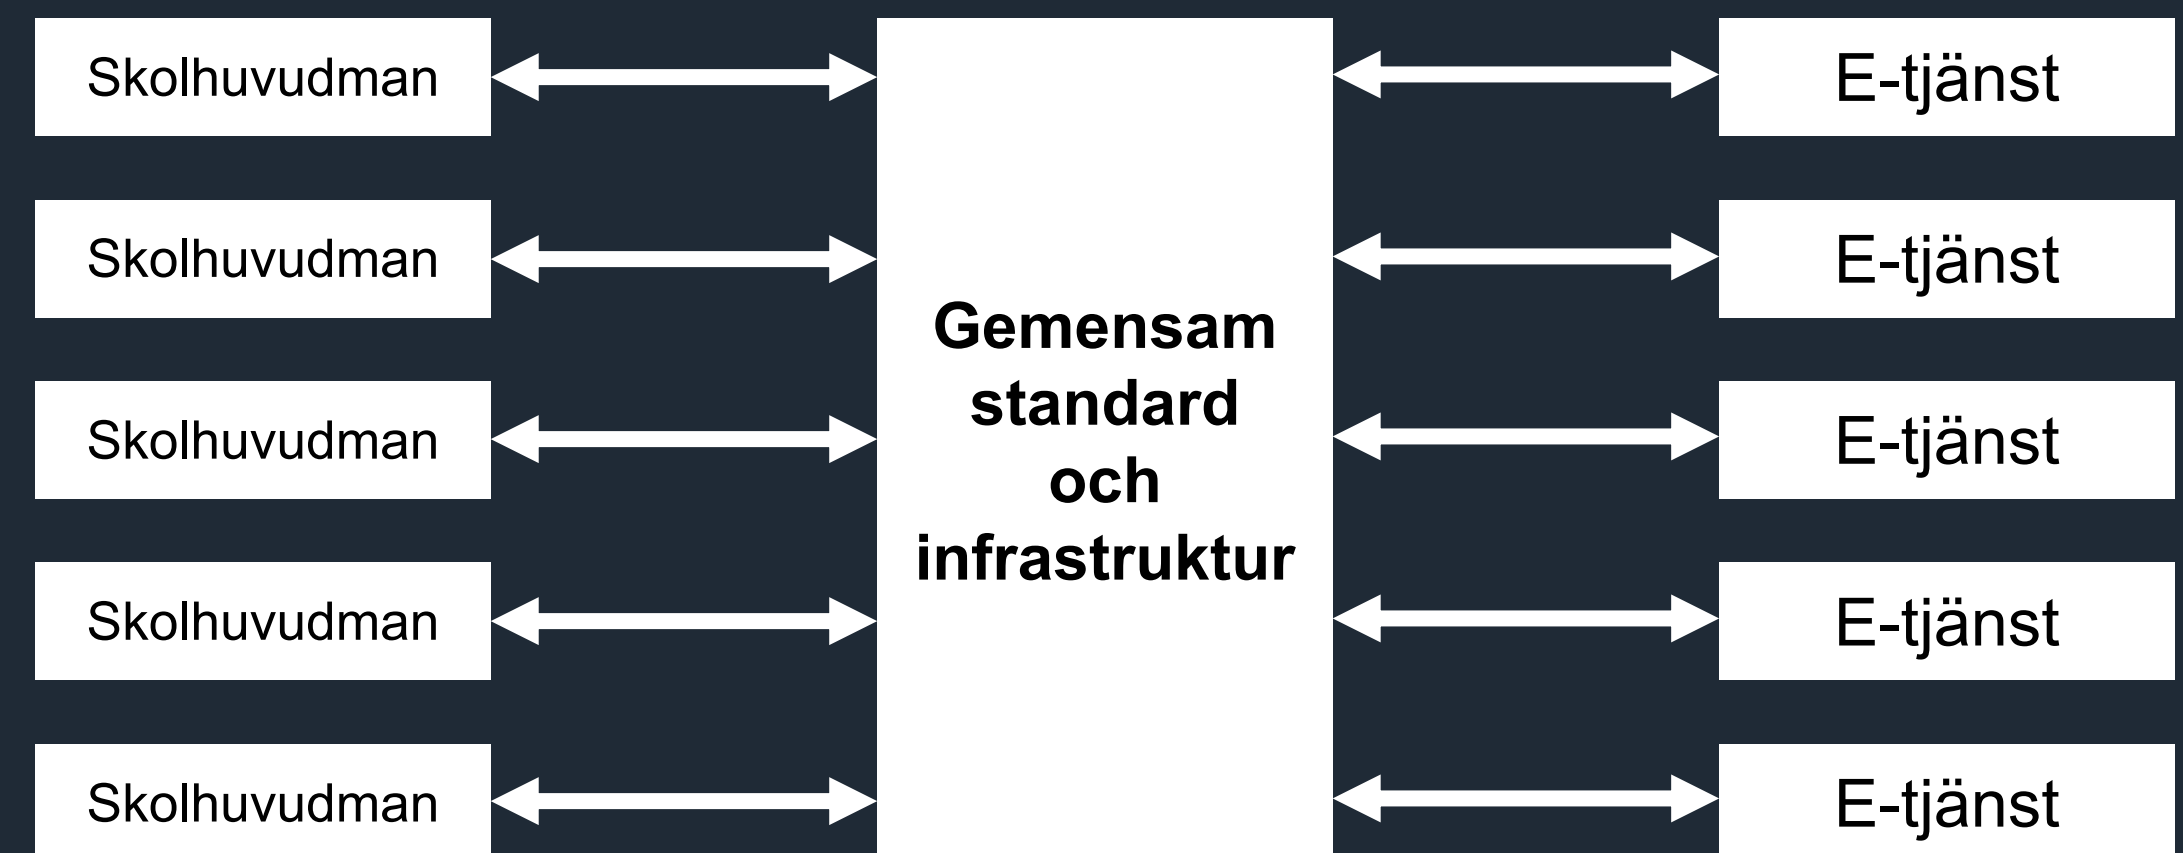 Skolhuvudman
Skolhuvudman
Skolhuvudman
Skolhuvudman
Skolhuvudman
Gemensam
standard
och
infrastruktur
E-tjänst
E-tjänst
E-tjänst
E-tjänst
E-tjänst